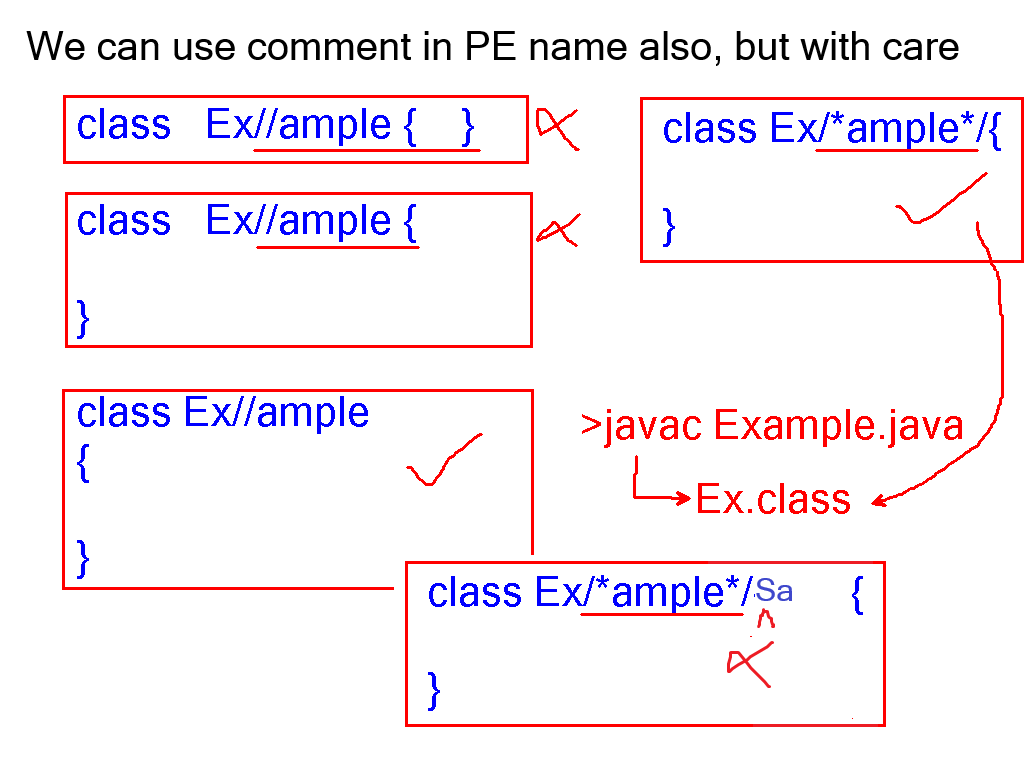 We can use comment in PE name also, but with care
class Ex//ample { }
class Ex//ample {
}
class Ex//ample
{
}
class Ex/*ample*/{
}
>javac Example.java
Ex.class
class Ex/*ample*/Sa {
}